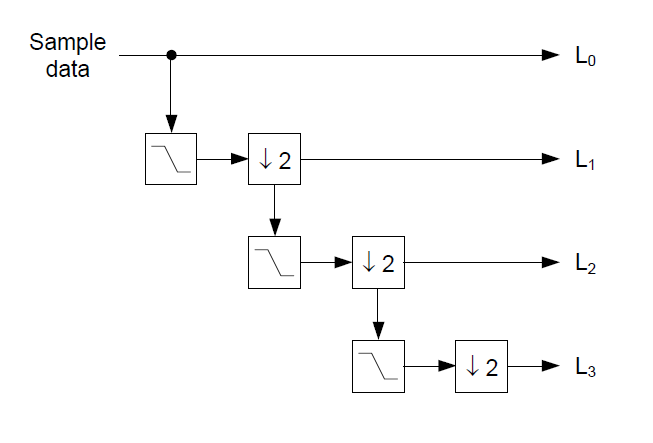 Sample
data
L₀
↓ 2
L₁
↓ 2
L₂
↓ 2
L₃